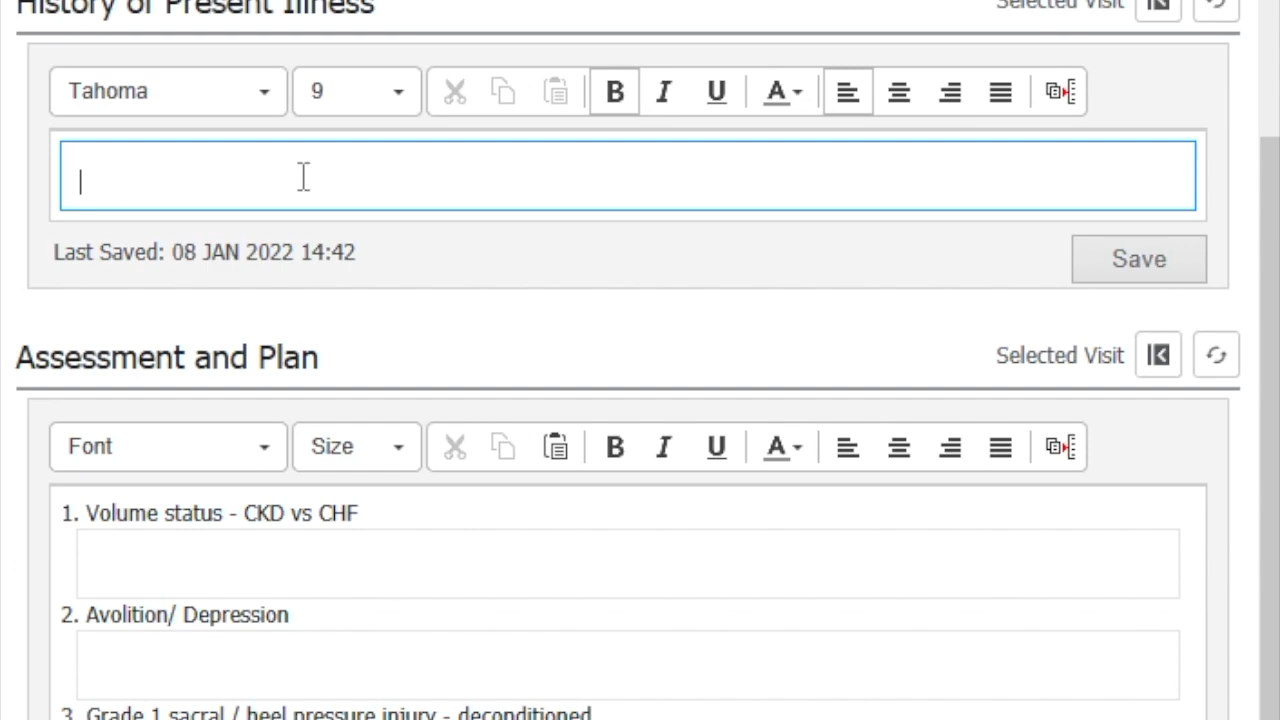 History of Present Illness
Selected Visit
Tahoma
9
B I U A
Last Saved: 08 JAN 2022 14:42
Save
Assessment and Plan
Selected Visit
Font
Size
B I U A
1. Volume status - CKD vs CHF
2. Avolition/ Depression
3. Grade 1 sacral / heel pressure injury - deconditioned